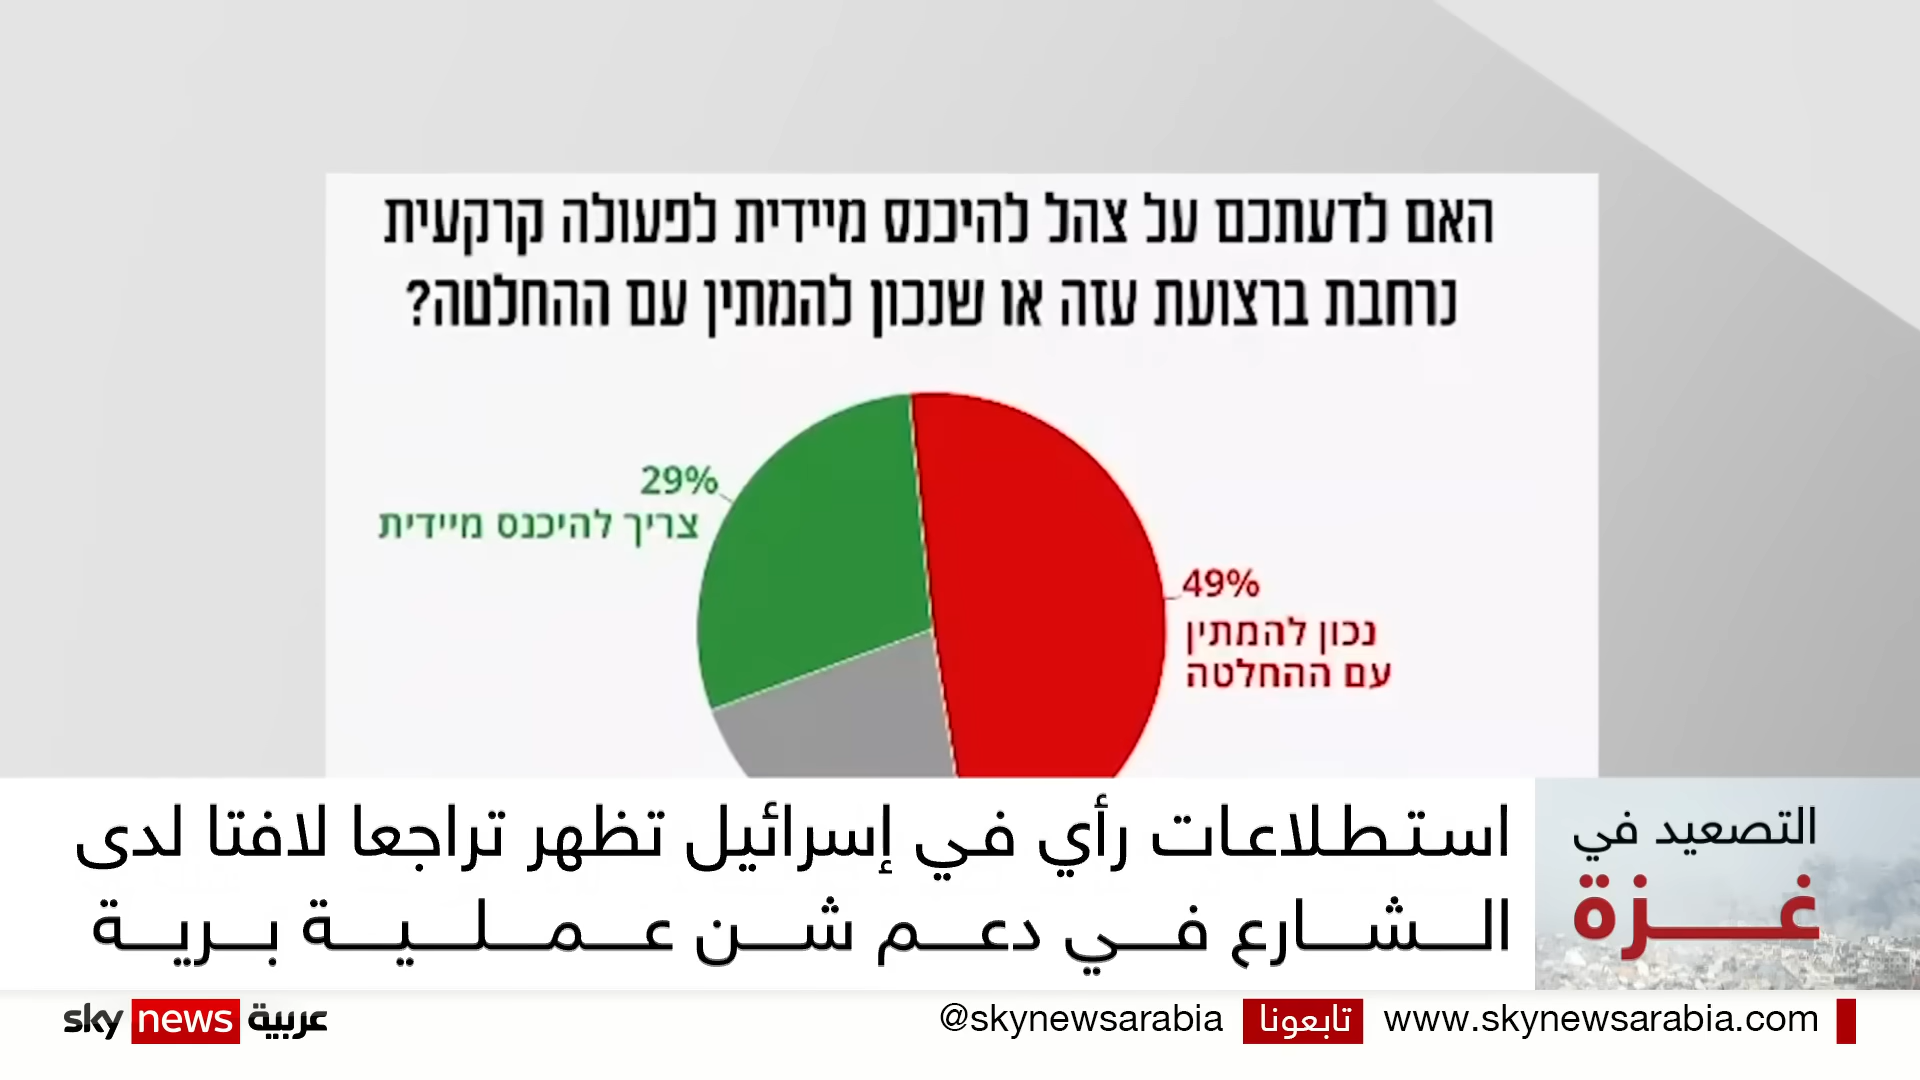 האם לדעתכם על צהל להיכנס מיידית לפעולה קרקעית
נרחבת ברצועת עזה או שנכון להמתין עם ההחלטה?
29%
צריך להיכנס מיידית
49%
נכון להמתין
עם ההחלטה
التصعيد في
غزة
استطلاعات رأي في إسرائيل تظهر تراجعا لافتا لدى
الشارع في دعم شن عملية برية
sky news عربية
@skynewsarabia تابعونا www.skynewsarabia.com